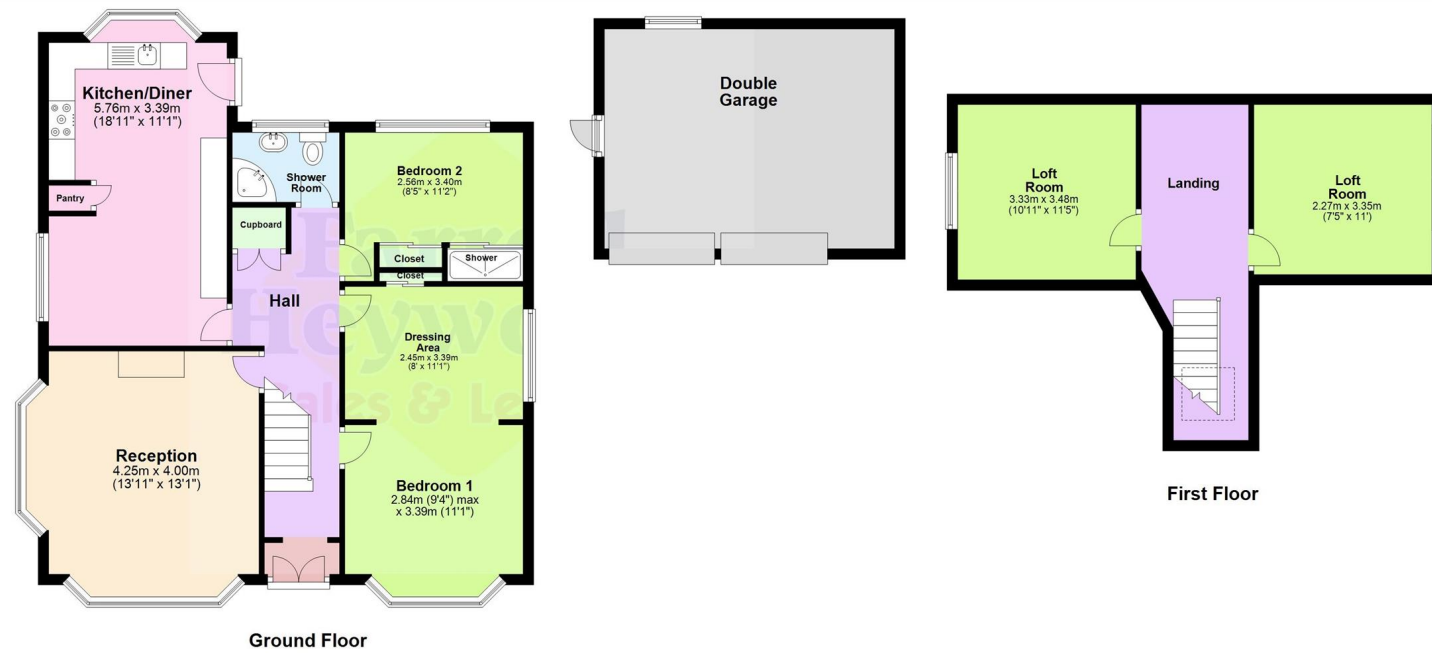 Kitchen/Diner
5.76m x 3.39m
(18'11" x 11'1")
Pantry
Shower
Room
Cupboard
Bedroom 2
2.56m x 3.40m
(8'5" x 11'2")
Closet
Shower
Closet
Hall
Dressing
Area
2.45m x 3.39m
(8' x 11'1")
Reception
4.25m x 4.00m
(13'11" x 13'1")
Bedroom 1
2.84m (9'4") max
x 3.39m (11'1")
Ground Floor
Double
Garage
Loft
Room
3.33m x 3.48m
(10'11" x 11'5")
Landing
Loft
Room
2.27m x 3.35m
(7'5" x 11')
First Floor